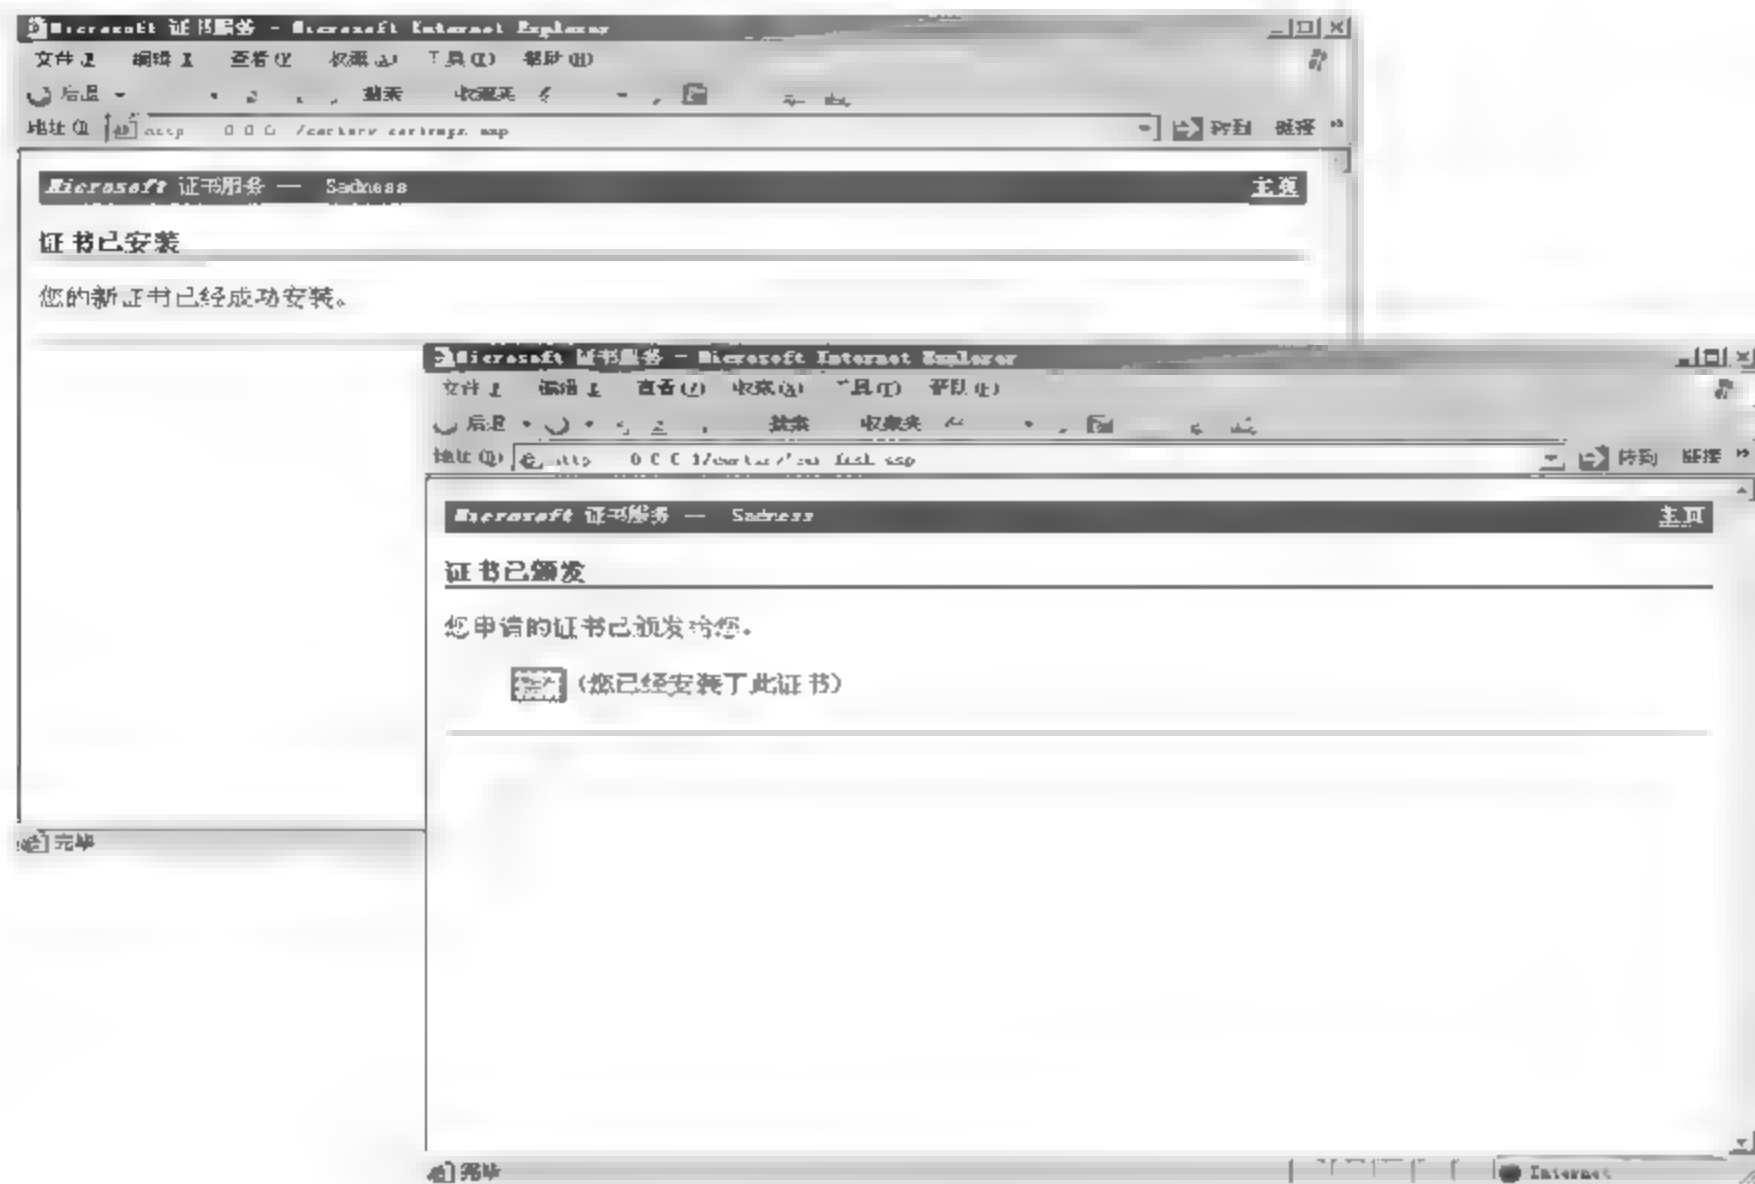 Microsoft 证书服务 - Microsoft Internet Explorer
文件 编辑 查看(V) 收藏(A) 工具(T) 帮助(H)
后退 搜索 收藏夹
地址(D) http 转到 链接 »
Microsoft 证书服务 — Sadness 主页
证书已安装
您的新证书已经成功安装。
完毕
Microsoft 证书服务 - Microsoft Internet Explorer
文件 编辑 查看(V) 收藏(A) 工具(T) 帮助(H)
后退 搜索 收藏夹
地址(D) http 转到 链接 »
Microsoft 证书服务 — Sadness 主页
证书已颁发
您申请的证书已颁发给您。
(您已经安装了此证书)
完毕 Internet